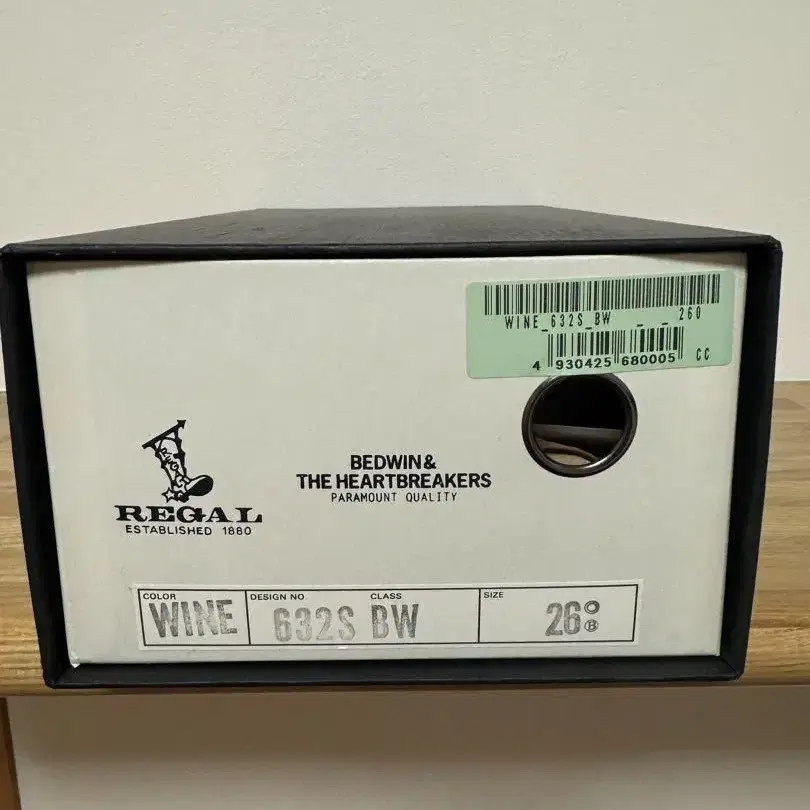 WINE_632S_BW _ _ 260
4 930425 680005 CC
REGAL
REGAL
ESTABLISHED 1880
BEDWIN &
THE HEARTBREAKERS
PARAMOUNT QUALITY
COLOR WINE
DESIGN NO. 632S
CLASS BW
SIZE 26° Ⓑ